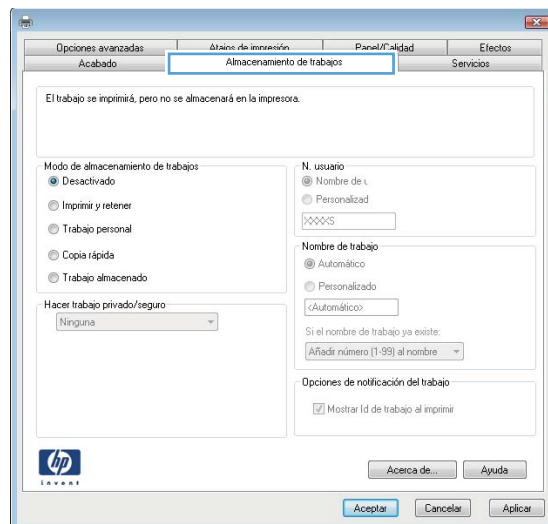 Opciones avanzadas Atajos de impresión Papel/Calidad Efectos
Acabado Almacenamiento de trabajos Servicios
El trabajo se imprimirá, pero no se almacenará en la impresora.
Modo de almacenamiento de trabajos
Desactivado
Imprimir y retener
Trabajo personal
Copia rápida
Trabajo almacenado
Hacer trabajo privado/seguro
Ninguna
N. usuario
Nombre de u
Personalizad
XXXXS
Nombre de trabajo
Automático
Personalizado
<Automático>
Si el nombre de trabajo ya existe:
Añadir número (1-99) al nombre
Opciones de notificación del trabajo
Mostrar Id de trabajo al imprimir
hp
invent
Acerca de... Ayuda
Aceptar Cancelar Aplicar